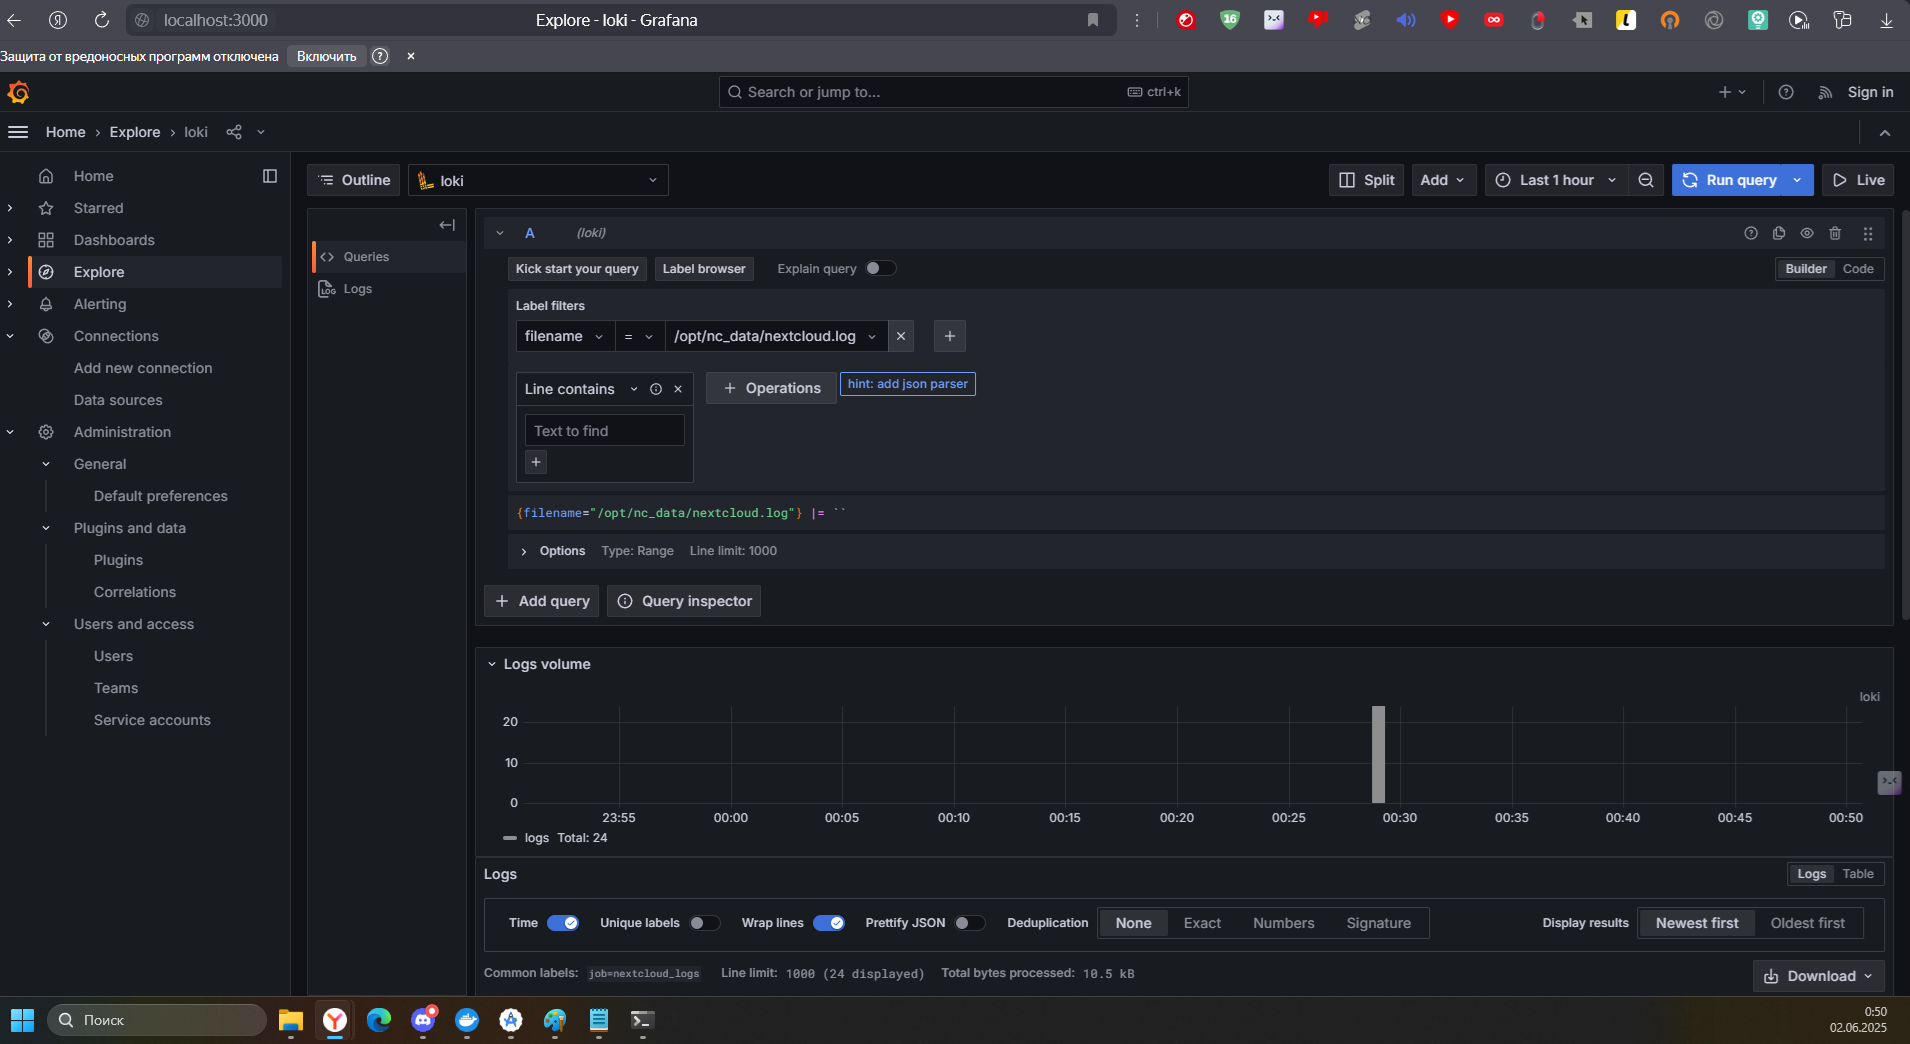 localhost:3000
Explore - loki - Grafana
16
Защита от вредоносных программ отключена
Включить
Search or jump to...
ctrl+k
Sign in
Home › Explore › loki
Home
Starred
Dashboards
Explore
Alerting
Connections
Add new connection
Data sources
Administration
General
Default preferences
Plugins and data
Plugins
Correlations
Users and access
Users
Teams
Service accounts
Outline
loki
Split
Add
Last 1 hour
Run query
Live
Queries
Logs
A (loki)
Kick start your query
Label browser
Explain query
Builder
Code
Label filters
filename
=
/opt/nc_data/nextcloud.log
Line contains
Operations
hint: add json parser
Text to find
{filename="/opt/nc_data/nextcloud.log"} |= ``
Options Type: Range Line limit: 1000
Add query
Query inspector
Logs volume
loki
20
10
0
23:55 00:00 00:05 00:10 00:15 00:20 00:25 00:30 00:35 00:40 00:45 00:50
logs Total: 24
Logs
Logs
Table
Time
Unique labels
Wrap lines
Prettify JSON
Deduplication
None
Exact
Numbers
Signature
Display results
Newest first
Oldest first
Common labels: job=nextcloud_logs Line limit: 1000 (24 displayed) Total bytes processed: 10.5 kB
Download
Поиск
0:50
02.06.2025